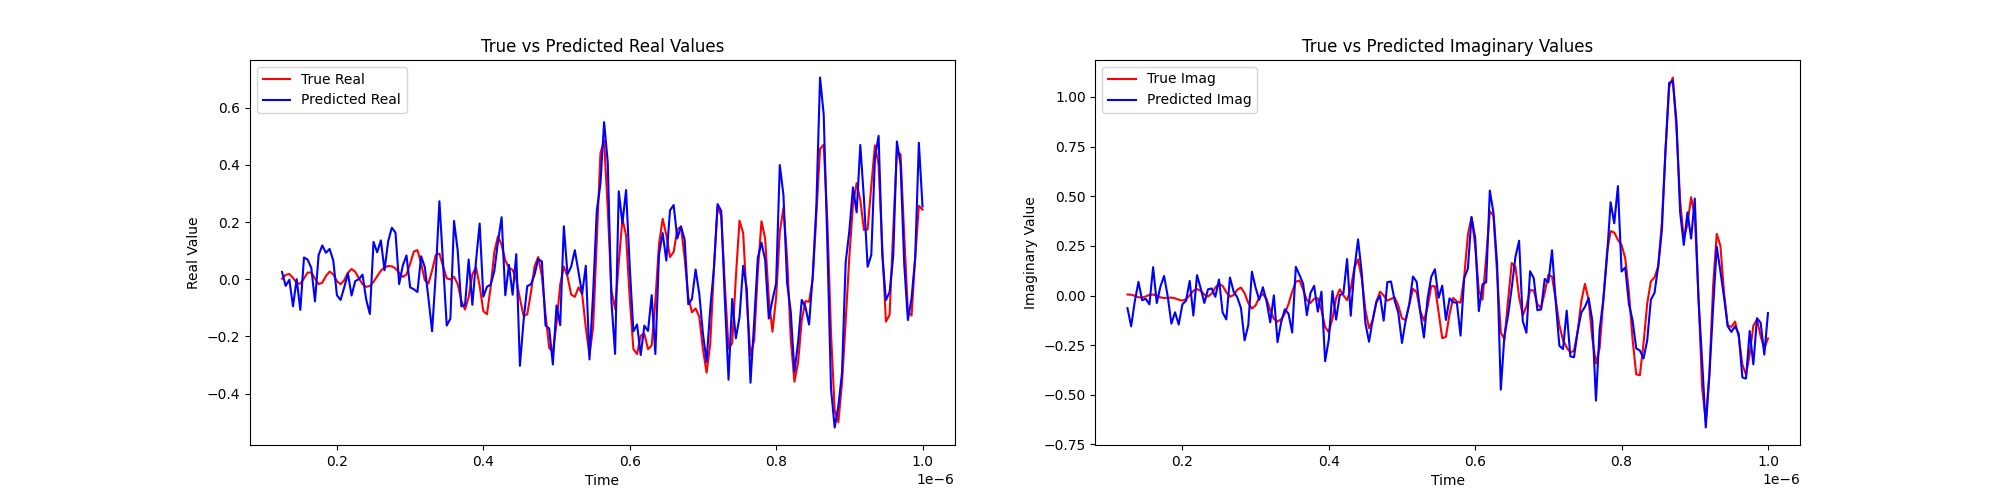 True vs Predicted Real Values
True Real
Predicted Real
Real Value
0.6
0.4
0.2
0.0
−0.2
−0.4
0.2
0.4
0.6
0.8
1.0
1e−6
Time
True vs Predicted Imaginary Values
True Imag
Predicted Imag
Imaginary Value
1.00
0.75
0.50
0.25
0.00
−0.25
−0.50
−0.75
0.2
0.4
0.6
0.8
1.0
1e−6
Time